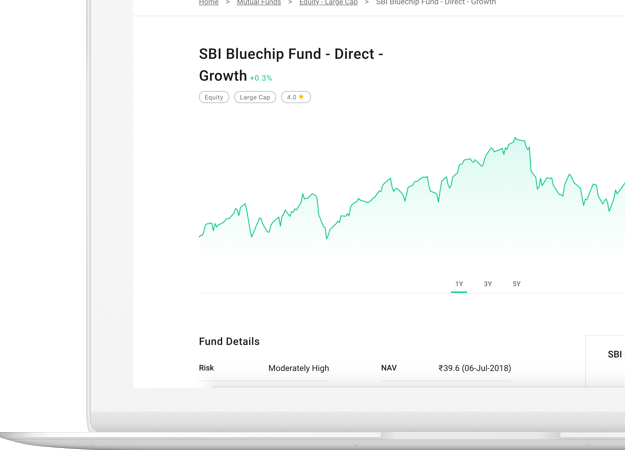 Home > Mutual Funds > Equity - Large Cap > SBI Bluechip Fund - Direct - Growth
SBI Bluechip Fund - Direct -
Growth +0.3%
Equity Large Cap 4.0 ★
1Y 3Y 5Y
Fund Details
SBI
Risk Moderately High NAV ₹39.6 (06-Jul-2018)